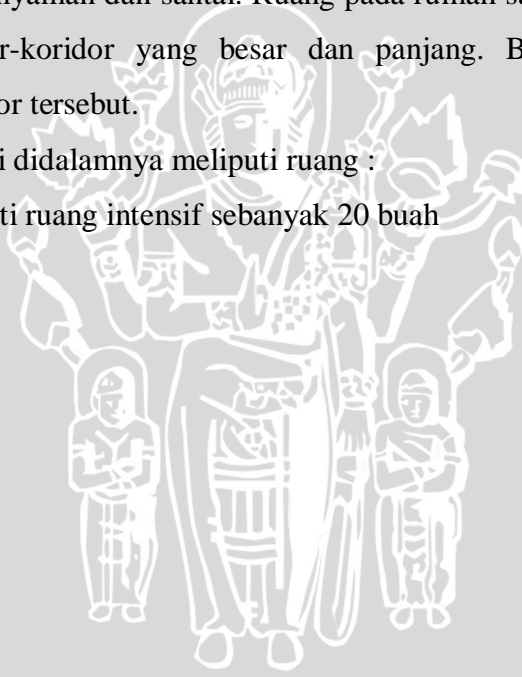 nyaman dan santai. Ruang pada rumah sa
r-koridor yang besar dan panjang. B
or tersebut.
i didalamnya meliputi ruang :
ti ruang intensif sebanyak 20 buah